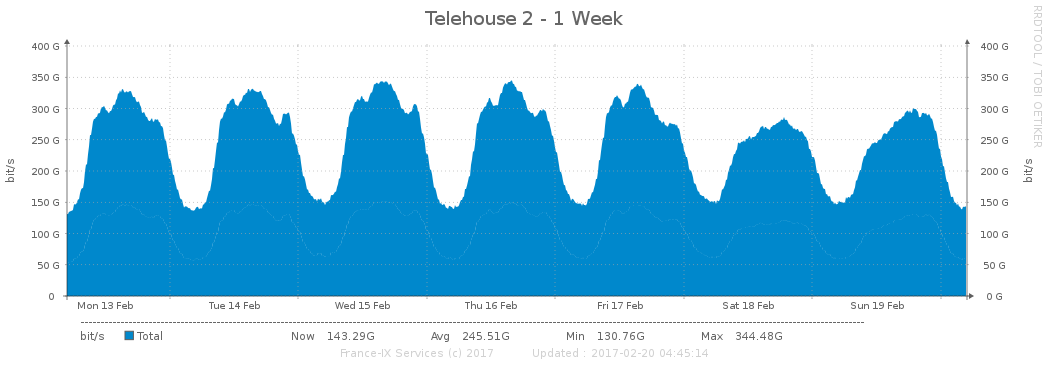 Telehouse 2 - 1 Week
RRDTOOL / TOBI OETIKER
400 G 400 G
350 G 350 G
300 G 300 G
250 G 250 G
200 G 200 G
150 G 150 G
100 G 100 G
50 G 50 G
0 0 G
bit/s
bit/s
Mon 13 Feb Tue 14 Feb Wed 15 Feb Thu 16 Feb Fri 17 Feb Sat 18 Feb Sun 19 Feb
bit/s Total Now 143.29G Avg 245.51G Min 130.76G Max 344.48G
France-IX Services (c) 2017 Updated : 2017-02-20 04:45:14